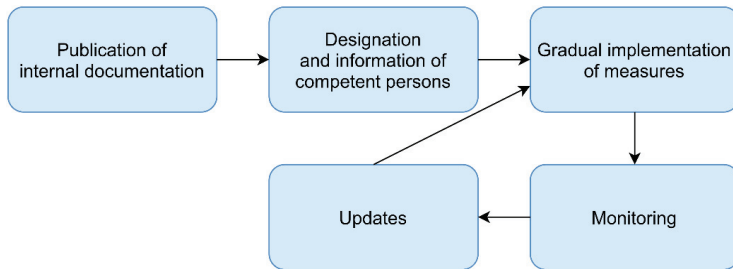 Publication of
internal documentation
Designation
and information of
competent persons
Gradual implementation
of measures
Updates
Monitoring